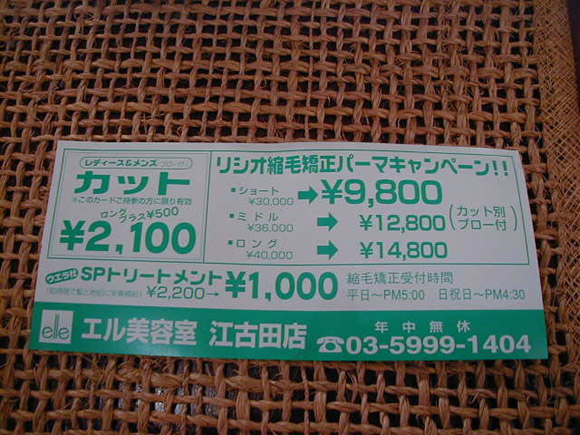 レディース&メンズ ブロー付
カット
※このカードご持参の方に限り有効
ロングプラス¥500
¥2,100
リシオ縮毛矯正パーマキャンペーン!!
▪ショート ¥30,000 ➡ ¥9,800
▪ミドル ¥36,000 ➡ ¥12,800
▪ロング ¥40,000 ➡ ¥14,800
(カット別 ブロー付)
ウエラ社 SPトリートメント
¥2,200→¥1,000
縮毛矯正受付時間
平日〜PM5:00 日祝日〜PM4:30
elle エル美容室 江古田店
年中無休
☎03-5999-1404